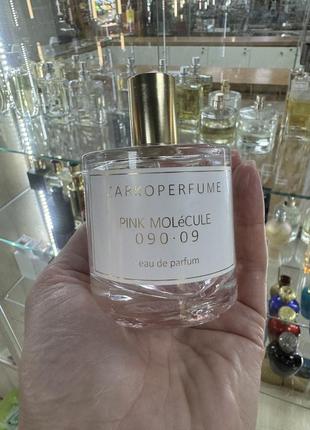 ZARKOPERFUME
PINK MOLéCULE
090·09
eau de parfum